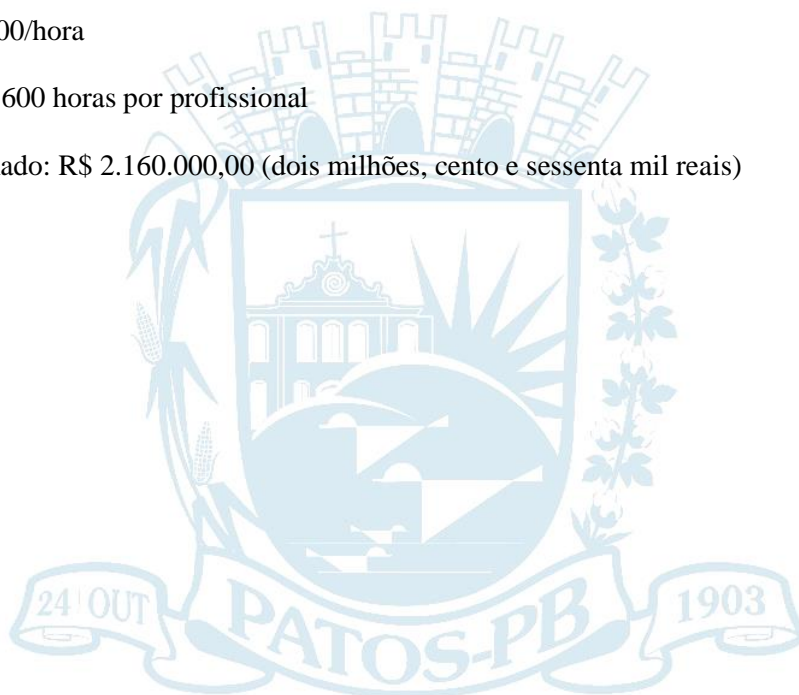 00/hora
600 horas por profissional
ado: R$ 2.160.000,00 (dois milhões, cento e sessenta mil reais)
24 OUT
PATOS-PB
1903